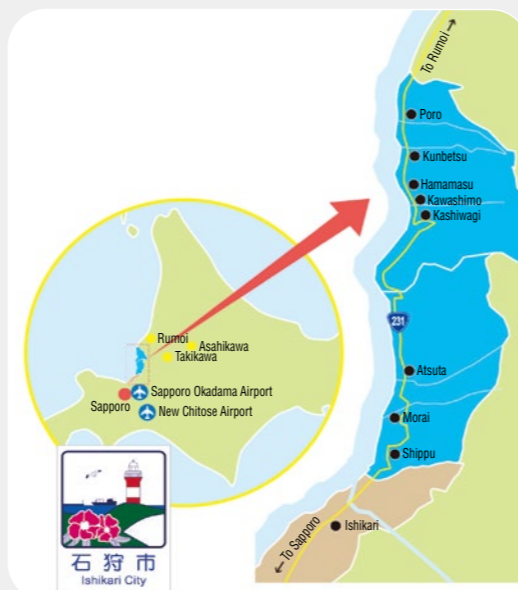 To Rumoi →
Poro
Kunbetsu
Hamamasu
Kawashimo
Kashiwagi
231
Atsuta
Morai
Shippu
Ishikari
← To Sapporo
Rumoi
Asahikawa
Takikawa
Sapporo Okadama Airport
Sapporo
New Chitose Airport
石狩市
Ishikari City